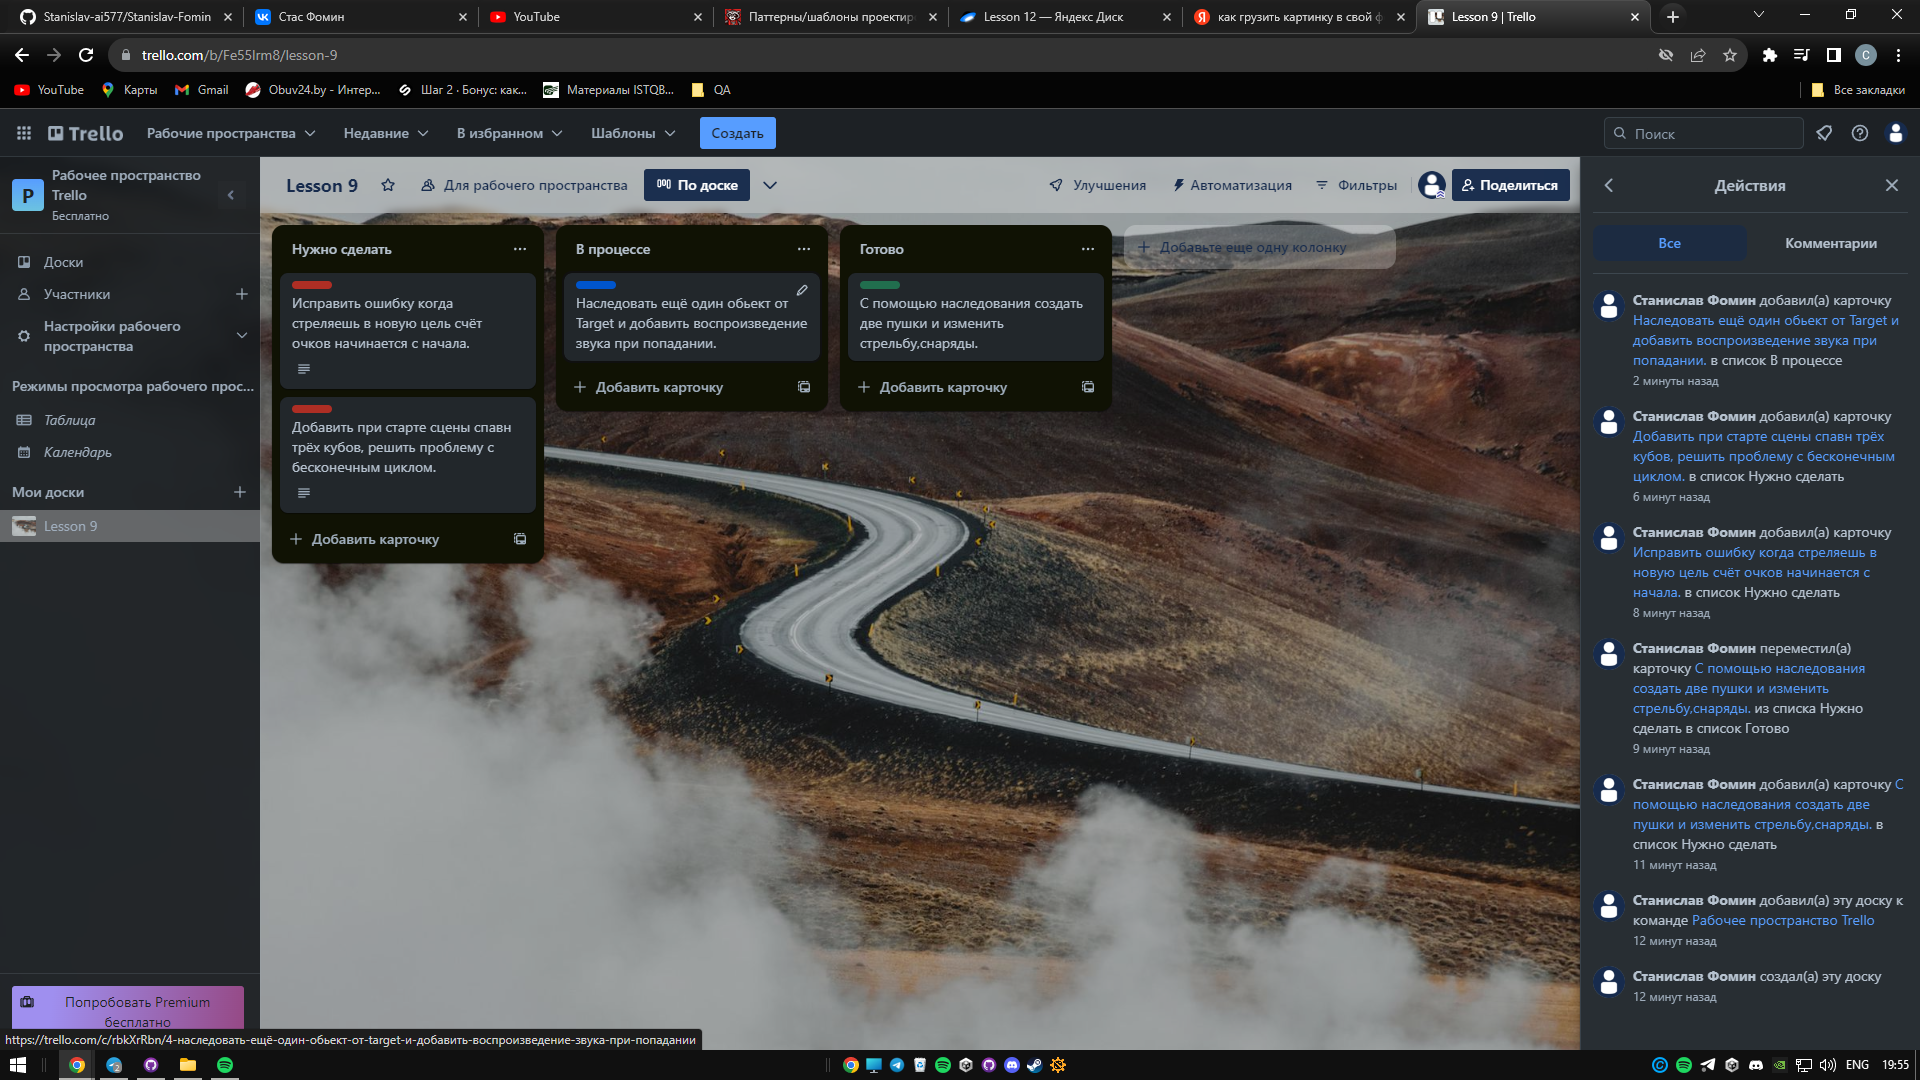 Stanislav-ai577/Stanislav-Fomin
Стас Фомин
YouTube
Паттерны/шаблоны проектир
Lesson 12 — Яндекс Диск
как грузить картинку в свой ф
Lesson 9 | Trello
trello.com/b/Fe55lrm8/lesson-9
C
YouTube
Карты
Gmail
Obuv24.by - Интер...
Шаг 2 · Бонус: как...
Материалы ISTQB...
QA
Все закладки
Trello
Рабочие пространства
Недавние
В избранном
Шаблоны
Создать
Поиск
P
Рабочее пространство
Trello
Бесплатно
Доски
Участники
Настройки рабочего
пространства
Режимы просмотра рабочего прос...
Таблица
Календарь
Мои доски
Lesson 9
Попробовать Premium
бесплатно
Lesson 9
Для рабочего пространства
По доске
Улучшения
Автоматизация
Фильтры
Поделиться
Нужно сделать
Исправить ошибку когда
стреляешь в новую цель счёт
очков начинается с начала.
Добавить при старте сцены спавн
трёх кубов, решить проблему с
бесконечным циклом.
Добавить карточку
В процессе
Наследовать ещё один обьект от
Target и добавить воспроизведение
звука при попадании.
Добавить карточку
Готово
С помощью наследования создать
две пушки и изменить
стрельбу,снаряды.
Добавить карточку
Добавьте ещё одну колонку
Действия
Все
Комментарии
Станислав Фомин добавил(а) карточку
Наследовать ещё один обьект от Target и
добавить воспроизведение звука при
попадании. в список В процессе
2 минуты назад
Станислав Фомин добавил(а) карточку
Добавить при старте сцены спавн трёх
кубов, решить проблему с бесконечным
циклом. в список Нужно сделать
6 минут назад
Станислав Фомин добавил(а) карточку
Исправить ошибку когда стреляешь в
новую цель счёт очков начинается с
начала. в список Нужно сделать
8 минут назад
Станислав Фомин переместил(а)
карточку С помощью наследования
создать две пушки и изменить
стрельбу,снаряды. из списка Нужно
сделать в список Готово
9 минут назад
Станислав Фомин добавил(а) карточку С
помощью наследования создать две
пушки и изменить стрельбу,снаряды. в
список Нужно сделать
11 минут назад
Станислав Фомин добавил(а) эту доску к
команде Рабочее пространство Trello
12 минут назад
Станислав Фомин создал(а) эту доску
12 минут назад
https://trello.com/c/rbkXrRbn/4-наследовать-ещё-один-обьект-от-target-и-добавить-воспроизведение-звука-при-попадании
ENG
19:55